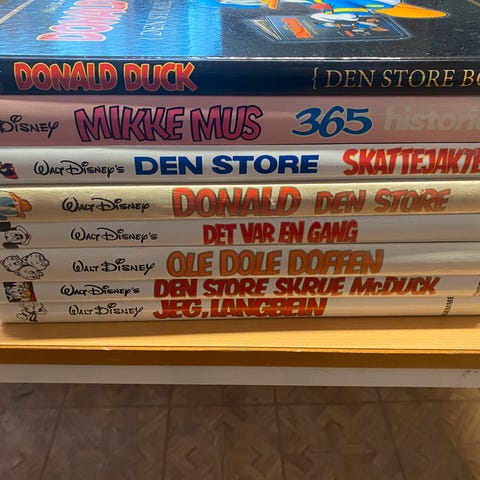 DONALD DUCK { DEN STORE BO
Disney MIKKE MUS 365 histori
WALT DISNEY'S DEN STORE SKATTEJAKTE
WALT DISNEY DONALD DEN STORE
WALT DISNEY'S DET VAR EN GANG
WALT DISNEY OLE DOLE DOFFEN
WALT DISNEY'S DEN STORE SKRUE McDUCK
WALT DISNEY JEG, LANGBEIN